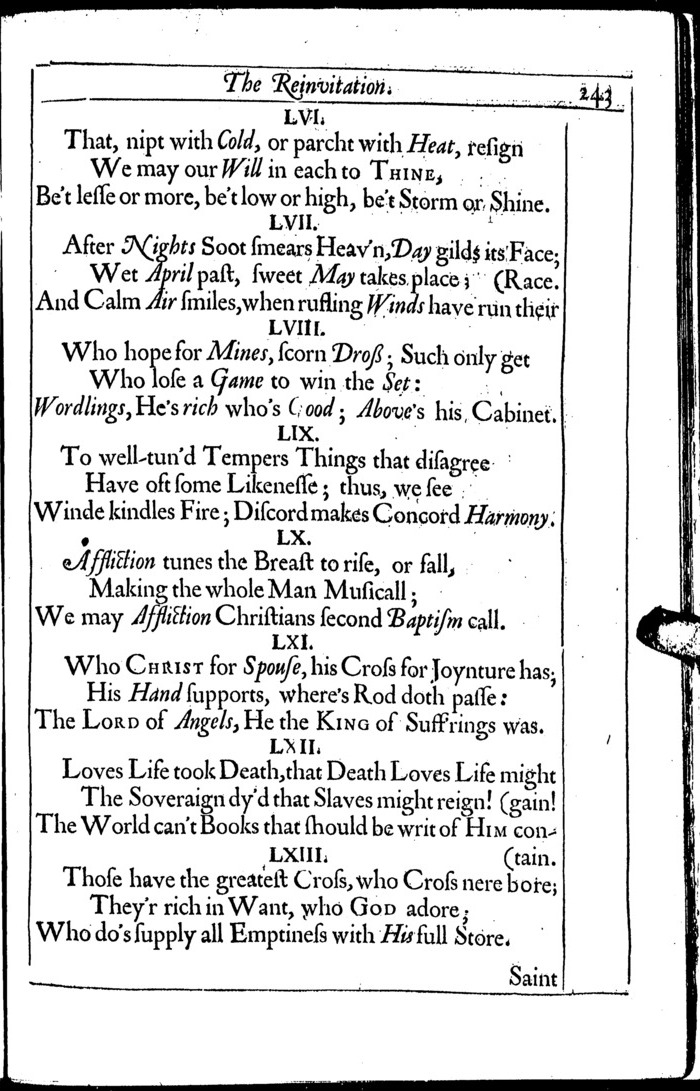 The Reinvitation. 243
LVI.
That, nipt with Cold, or parcht with Heat, reſign
We may our Will in each to THINE,
Be't leſſe or more, be't low or high, be't Storm or Shine.
LVII.
After Nights Soot ſmears Heav'n, Day gilds its Face;
Wet April paſt, ſweet May takes place; (Race.
And Calm Air ſmiles, when rufling Winds have run their
LVIII.
Who hope for Mines, ſcorn Droß; Such only get
Who loſe a Game to win the Set:
Wordlings, He's rich who's Good; Above's his Cabinet.
LIX.
To well-tun'd Tempers Things that diſagree
Have oft ſome Likeneſſe; thus, we ſee
Winde kindles Fire; Diſcord makes Concord Harmony.
LX.
Affliction tunes the Breaſt to riſe, or fall,
Making the whole Man Muſicall;
We may Affliction Chriſtians ſecond Baptiſm call.
LXI.
Who CHRIST for Spouſe, his Croſs for Joynture has;
His Hand ſupports, where's Rod doth paſſe:
The LORD of Angels, He the KING of Suff'rings was.
LXII.
Loves Life took Death, that Death Loves Life might
The Soveraign dy'd that Slaves might reign! (gain!
The World can't Books that ſhould be writ of HIM con-
LXIII. (tain.
Thoſe have the greateſt Croſs, who Croſs nere bore;
They'r rich in Want, who GOD adore;
Who do's ſupply all Emptineſs with His full Store.
Saint